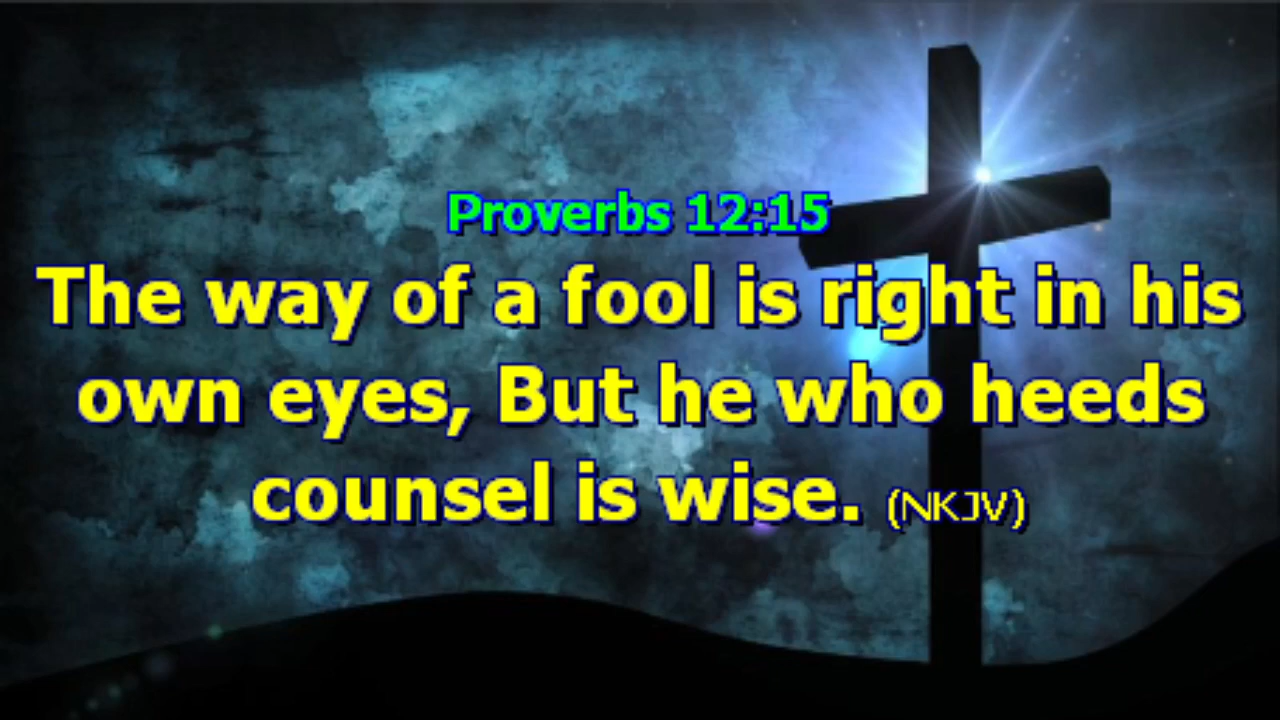 Proverbs 12:15
The way of a fool is right in his
own eyes, But he who heeds
counsel is wise. (NKJV)